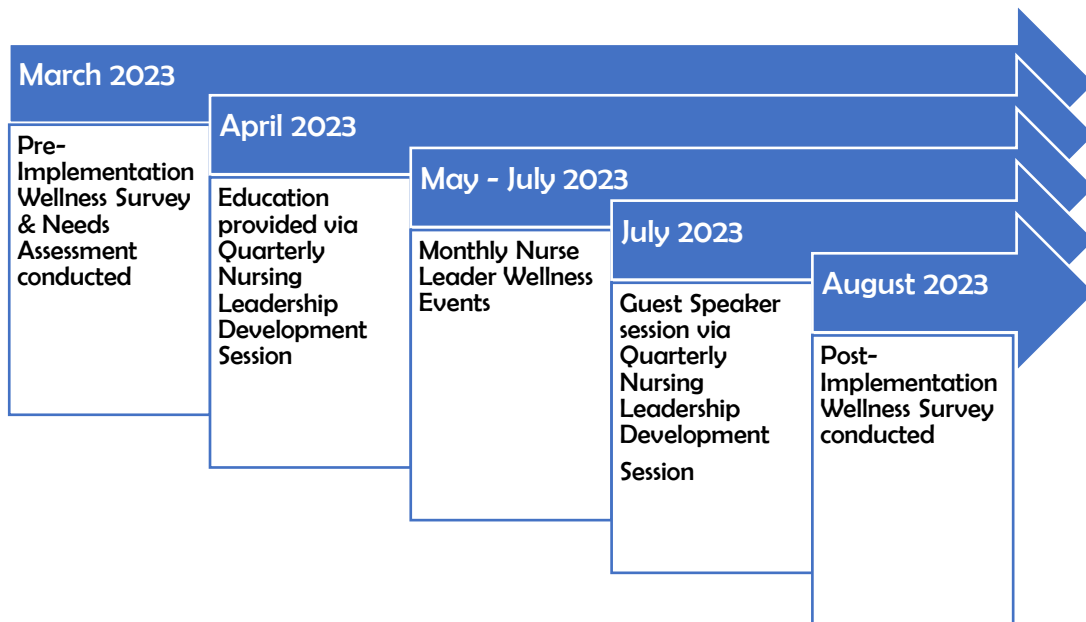 March 2023
Pre-
Implementation
Wellness Survey
& Needs
Assessment
conducted
April 2023
Education
provided via
Quarterly
Nursing
Leadership
Development
Session
May - July 2023
Monthly Nurse
Leader Wellness
Events
July 2023
Guest Speaker
session via
Quarterly
Nursing
Leadership
Development
Session
August 2023
Post-
Implementation
Wellness Survey
conducted